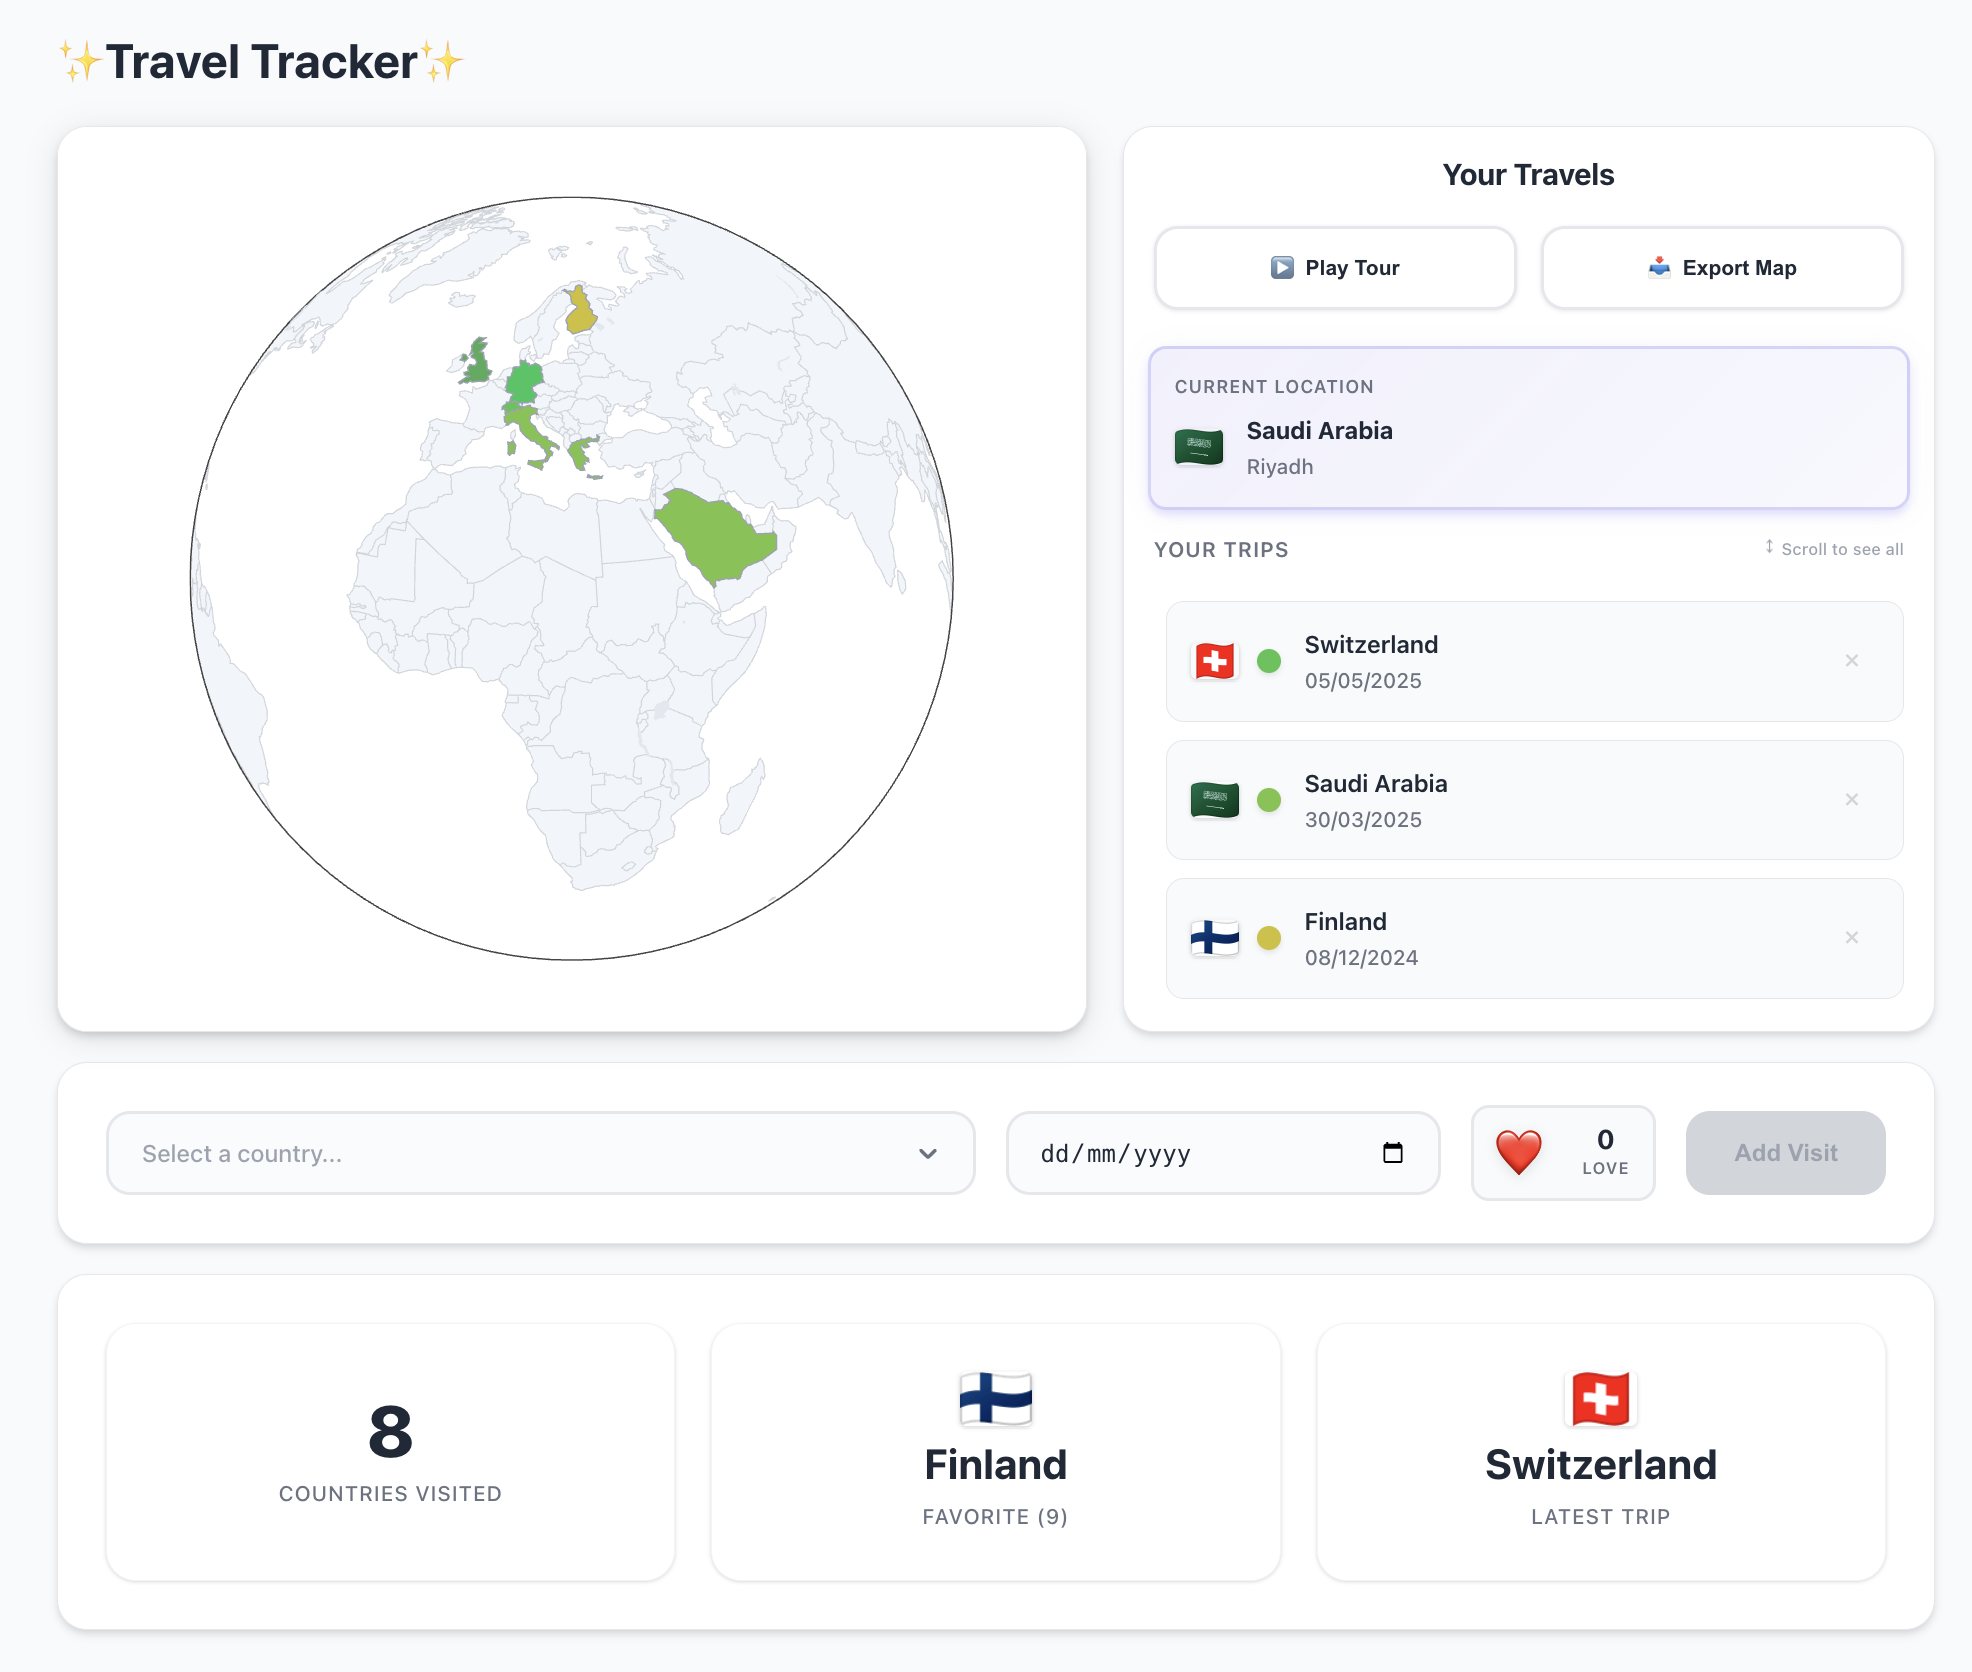 ✨Travel Tracker✨
Your Travels
▶️ Play Tour
📥 Export Map
CURRENT LOCATION
Saudi Arabia
Riyadh
YOUR TRIPS
↕ Scroll to see all
Switzerland
05/05/2025
×
Saudi Arabia
30/03/2025
×
Finland
08/12/2024
×
Select a country...
dd/mm/yyyy
0
LOVE
Add Visit
8
COUNTRIES VISITED
Finland
FAVORITE (9)
Switzerland
LATEST TRIP